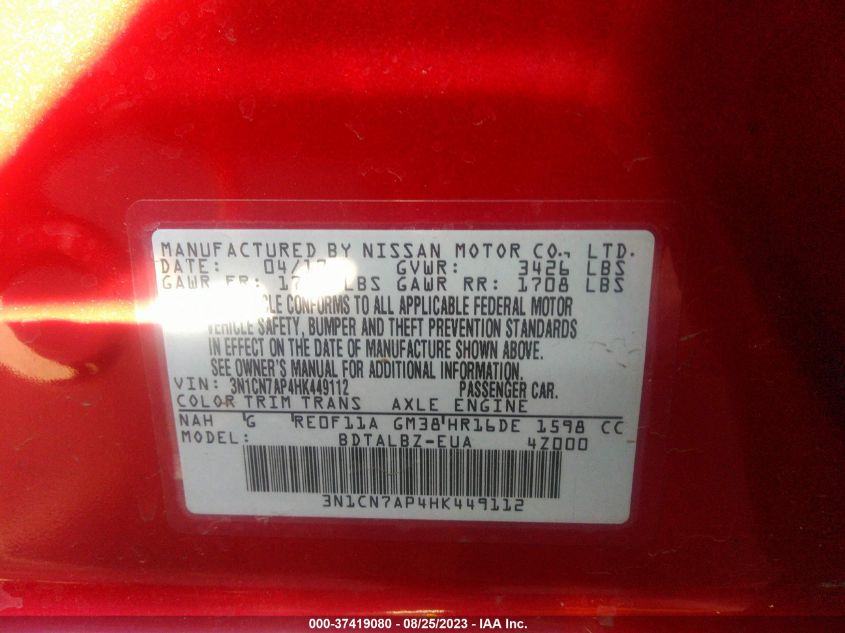 MANUFACTURED BY NISSAN MOTOR CO., LTD.
DATE: 04/17 GVWR: 3426 LBS
GAWR FR: LBS GAWR RR: 1708 LBS
CONFORMS TO ALL APPLICABLE FEDERAL MOTOR
VEHICLE SAFETY, BUMPER AND THEFT PREVENTION STANDARDS
IN EFFECT ON THE DATE OF MANUFACTURE SHOWN ABOVE.
SEE OWNER'S MANUAL FOR ADDITIONAL INFORMATION.
VIN: 3N1CN7AP4HK449112 PASSENGER CAR.
COLOR TRIM TRANS AXLE ENGINE
NAH G RE0F11A GM38 HR16DE 1598 CC
MODEL: BDTALBZ-EUA 4Z000
3N1CN7AP4HK449112
000-37419080 - 08/25/2023 - IAA Inc.